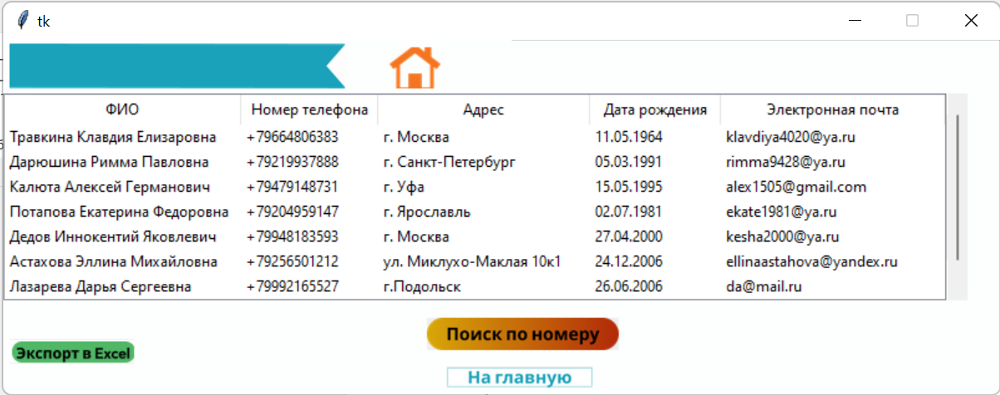 tk
ФИО Номер телефона Адрес Дата рождения Электронная почта
Травкина Клавдия Елизаровна +79664806383 г. Москва 11.05.1964 klavdiya4020@ya.ru
Дарюшина Римма Павловна +79219937888 г. Санкт-Петербург 05.03.1991 rimma9428@ya.ru
Калюта Алексей Германович +79479148731 г. Уфа 15.05.1995 alex1505@gmail.com
Потапова Екатерина Федоровна +79204959147 г. Ярославль 02.07.1981 ekate1981@ya.ru
Дедов Иннокентий Яковлевич +79948183593 г. Москва 27.04.2000 kesha2000@ya.ru
Астахова Эллина Михайловна +79256501212 ул. Миклухо-Маклая 10к1 24.12.2006 ellinaastahova@yandex.ru
Лазарева Дарья Сергеевна +79992165527 г.Подольск 26.06.2006 da@mail.ru
Поиск по номеру
Экспорт в Excel
На главную